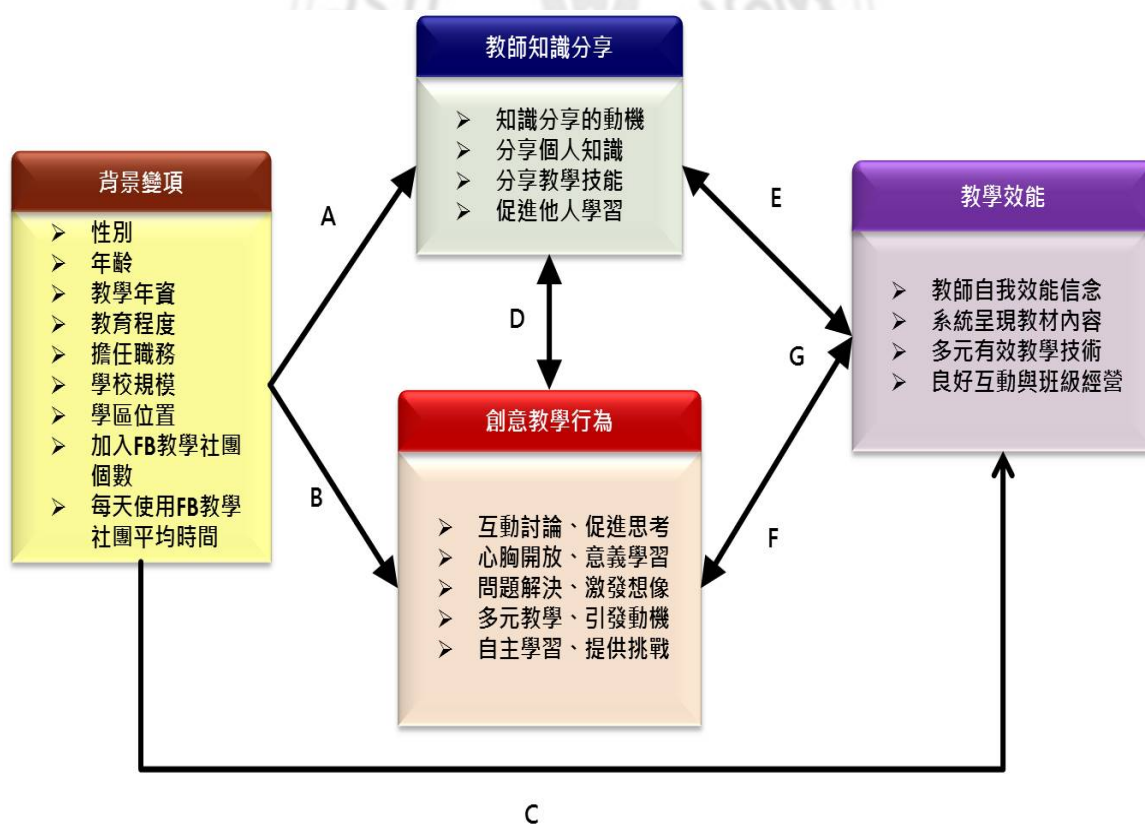 教師知識分享
知識分享的動機
分享個人知識
分享教學技能
促進他人學習
背景變項
性別
年齡
教學年資
教育程度
擔任職務
學校規模
學區位置
加入FB教學社團
個數
每天使用FB教學
社團平均時間
A
B
D
創意教學行為
互動討論、促進思考
心胸開放、意義學習
問題解決、激發想像
多元教學、引發動機
自主學習、提供挑戰
E
G
F
教學效能
教師自我效能信念
系統呈現教材內容
多元有效教學技術
良好互動與班級經營
C